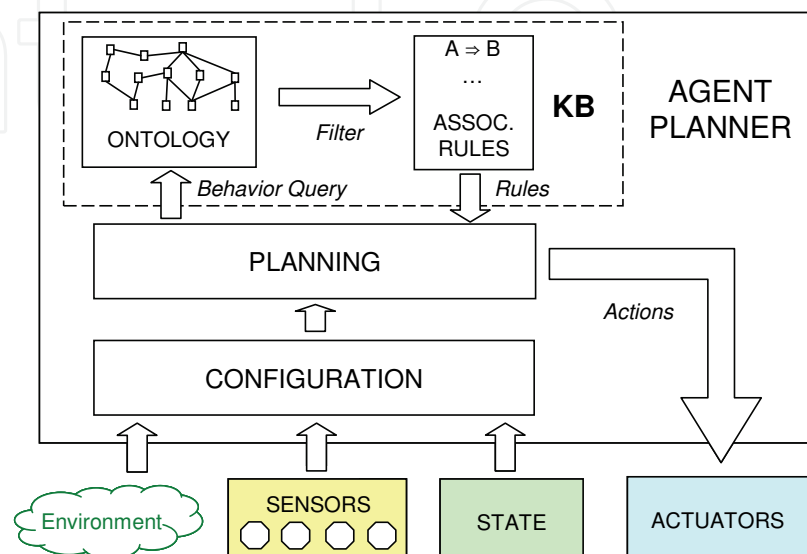 A ⇒ B
...
ASSOC.
RULES
ONTOLOGY
Filter
KB
AGENT
PLANNER
Behavior Query
Rules
PLANNING
Actions
CONFIGURATION
Environment
SENSORS
STATE
ACTUATORS